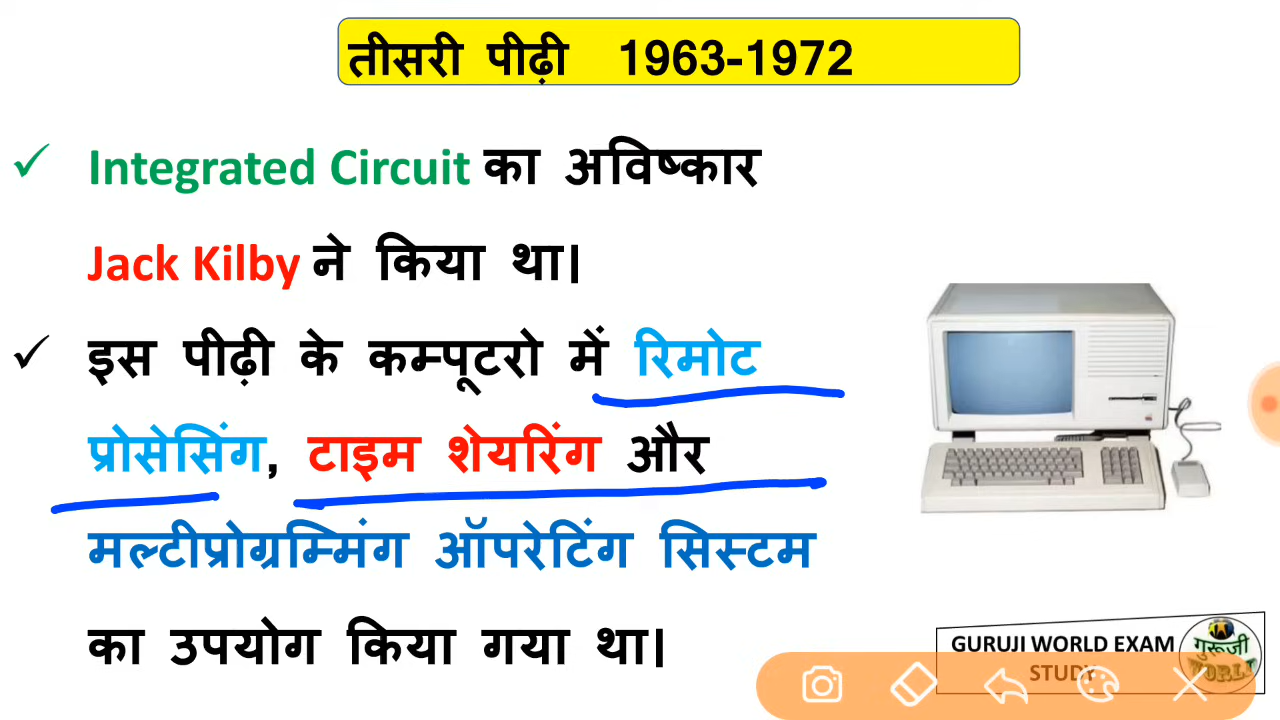 तीसरी पीढ़ी 1963-1972
Integrated Circuit का अविष्कार
Jack Kilby ने किया था।
इस पीढ़ी के कम्पूटरो में रिमोट
प्रोसेसिंग, टाइम शेयरिंग और
मल्टीप्रोग्रम्मिंग ऑपरेटिंग सिस्टम
का उपयोग किया गया था।
GURUJI WORLD EXAM
STUDY
गुरूजी
WORLD